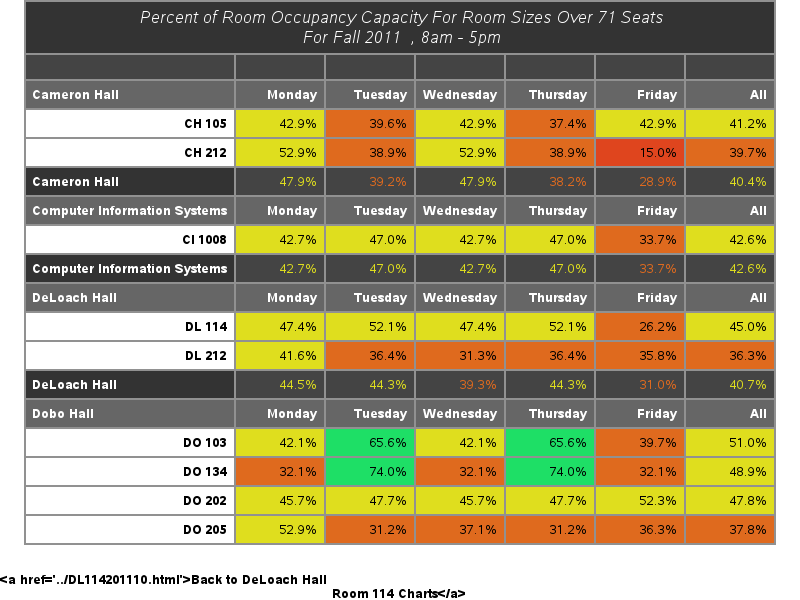 Percent of Room Occupancy Capacity For Room Sizes Over 71 Seats
For Fall 2011 , 8am - 5pm
Cameron Hall Monday Tuesday Wednesday Thursday Friday All
CH 105 42.9% 39.6% 42.9% 37.4% 42.9% 41.2%
CH 212 52.9% 38.9% 52.9% 38.9% 15.0% 39.7%
Cameron Hall 47.9% 39.2% 47.9% 38.2% 28.9% 40.4%
Computer Information Systems Monday Tuesday Wednesday Thursday Friday All
CI 1008 42.7% 47.0% 42.7% 47.0% 33.7% 42.6%
Computer Information Systems 42.7% 47.0% 42.7% 47.0% 33.7% 42.6%
DeLoach Hall Monday Tuesday Wednesday Thursday Friday All
DL 114 47.4% 52.1% 47.4% 52.1% 26.2% 45.0%
DL 212 41.6% 36.4% 31.3% 36.4% 35.8% 36.3%
DeLoach Hall 44.5% 44.3% 39.3% 44.3% 31.0% 40.7%
Dobo Hall Monday Tuesday Wednesday Thursday Friday All
DO 103 42.1% 65.6% 42.1% 65.6% 39.7% 51.0%
DO 134 32.1% 74.0% 32.1% 74.0% 32.1% 48.9%
DO 202 45.7% 47.7% 45.7% 47.7% 52.3% 47.8%
DO 205 52.9% 31.2% 37.1% 31.2% 36.3% 37.8%
<a href='../DL114201110.html'>Back to DeLoach Hall
Room 114 Charts</a>